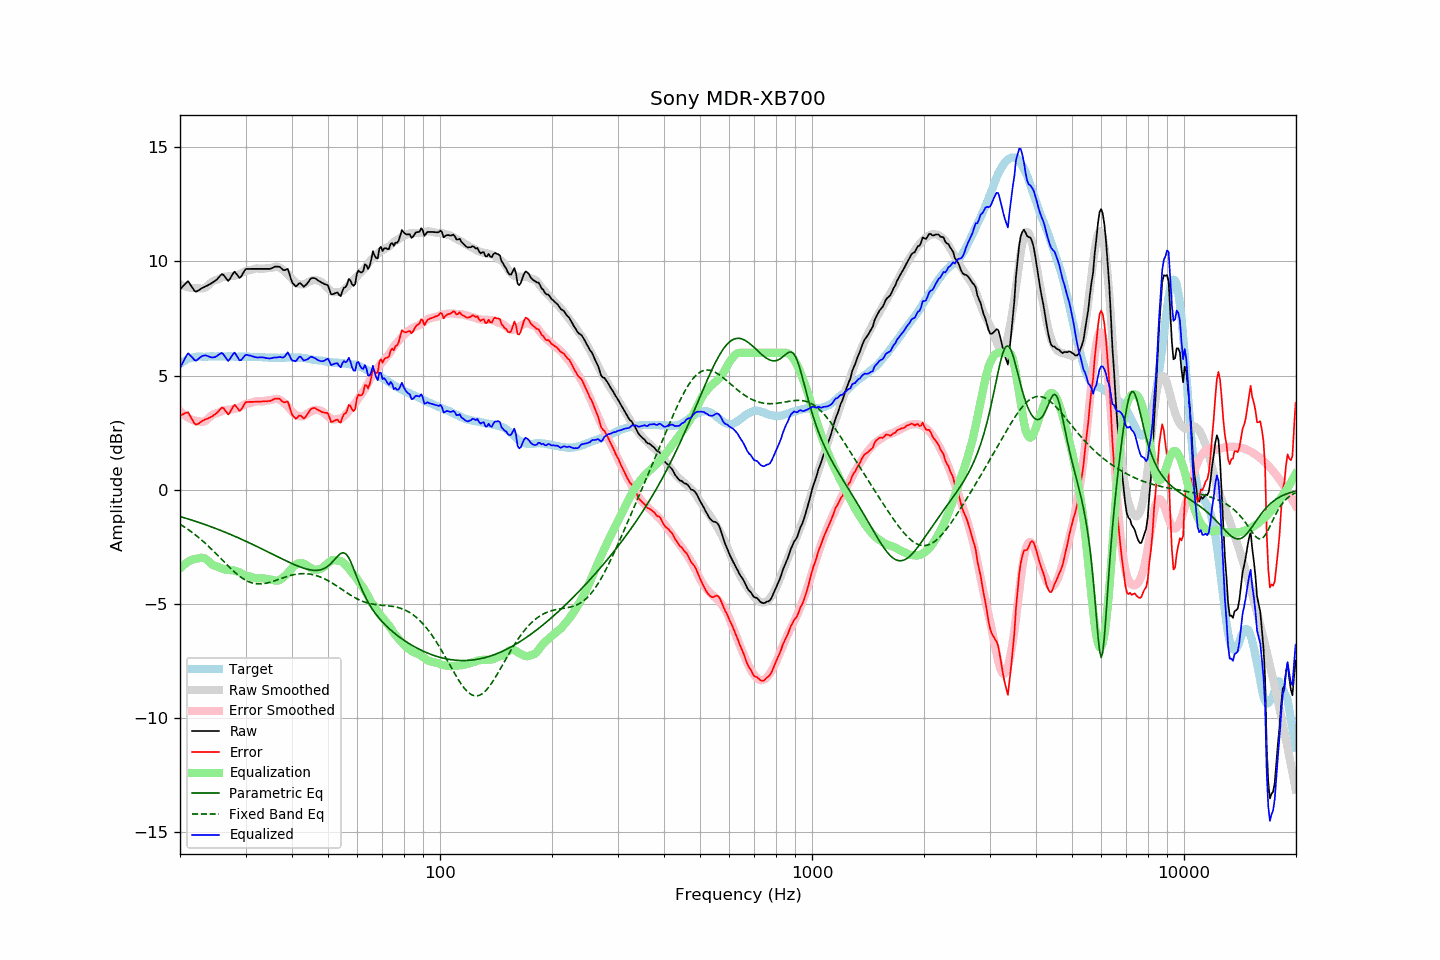 Sony MDR-XB700
Amplitude (dBr)
15
10
5
0
−5
−10
−15
Target
Raw Smoothed
Error Smoothed
Raw
Error
Equalization
Parametric Eq
Fixed Band Eq
Equalized
100
1000
10000
Frequency (Hz)